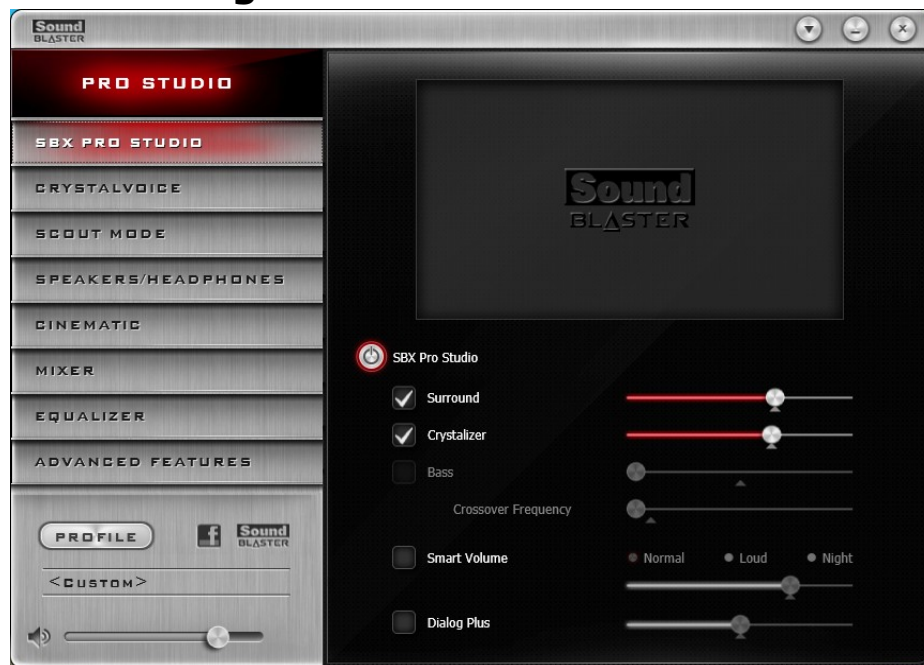 Sound
BLASTER
PRO STUDIO
SBX PRO STUDIO
CRYSTALVOICE
SCOUT MODE
SPEAKERS/HEADPHONES
CINEMATIC
MIXER
EQUALIZER
ADVANCED FEATURES
PROFILE
f
Sound
BLASTER
<CUSTOM>
Sound
BLASTER
SBX Pro Studio
Surround
Crystalizer
Bass
Crossover Frequency
Smart Volume
Normal
Loud
Night
Dialog Plus